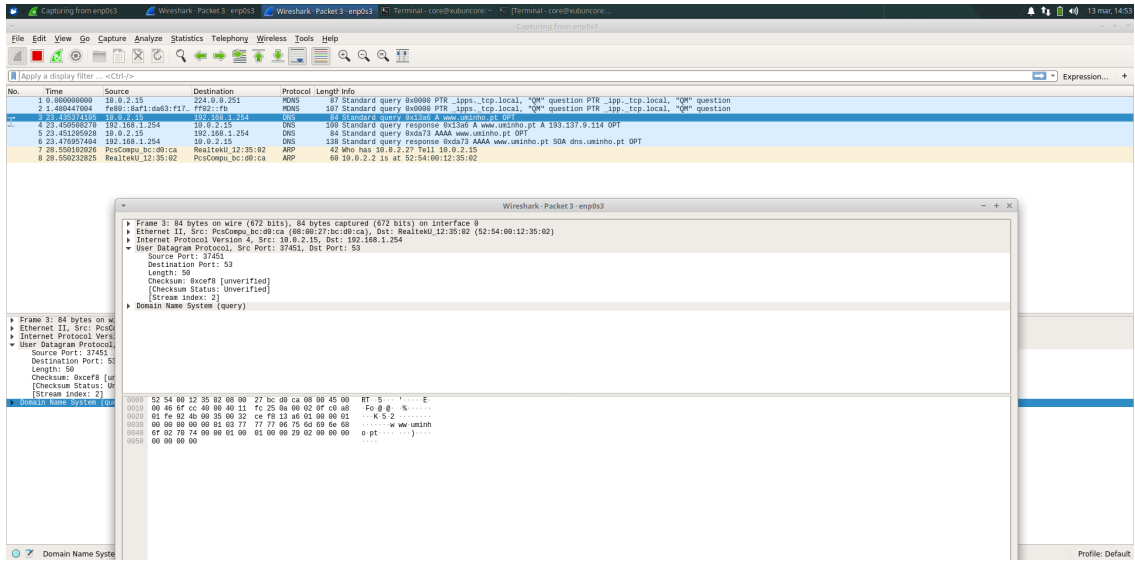 Capturing from enp0s3 Wireshark · Packet 3 · enp0s3 Wireshark · Packet 3 · enp0s3 Terminal - core@xubuncore: ~ [Terminal - core@xubuncore:... 13 mar, 14:53
Capturing from enp0s3
File Edit View Go Capture Analyze Statistics Telephony Wireless Tools Help
Apply a display filter ... <Ctrl-/> Expression... +
No. Time Source Destination Protocol Length Info
1 0.000000000 10.0.2.15 224.0.0.251 MDNS 87 Standard query 0x0000 PTR _ipps._tcp.local, "QM" question PTR _ipp._tcp.local, "QM" question
2 1.480447004 fe80::8af1:da63:f17… ff02::fb MDNS 107 Standard query 0x0000 PTR _ipps._tcp.local, "QM" question PTR _ipp._tcp.local, "QM" question
3 23.435374105 10.0.2.15 192.168.1.254 DNS 84 Standard query 0x13a6 A www.uminho.pt OPT
4 23.450508270 192.168.1.254 10.0.2.15 DNS 100 Standard query response 0x13a6 A www.uminho.pt A 193.137.9.114 OPT
5 23.451205928 10.0.2.15 192.168.1.254 DNS 84 Standard query 0xda73 AAAA www.uminho.pt OPT
6 23.476957404 192.168.1.254 10.0.2.15 DNS 138 Standard query response 0xda73 AAAA www.uminho.pt SOA dns.uminho.pt OPT
7 28.550102026 PcsCompu_bc:d0:ca RealtekU_12:35:02 ARP 42 Who has 10.0.2.2? Tell 10.0.2.15
8 28.550232825 RealtekU_12:35:02 PcsCompu_bc:d0:ca ARP 60 10.0.2.2 is at 52:54:00:12:35:02
Wireshark · Packet 3 · enp0s3
Frame 3: 84 bytes on wire (672 bits), 84 bytes captured (672 bits) on interface 0
Ethernet II, Src: PcsCompu_bc:d0:ca (08:00:27:bc:d0:ca), Dst: RealtekU_12:35:02 (52:54:00:12:35:02)
Internet Protocol Version 4, Src: 10.0.2.15, Dst: 192.168.1.254
User Datagram Protocol, Src Port: 37451, Dst Port: 53
Source Port: 37451
Destination Port: 53
Length: 50
Checksum: 0xcef8 [unverified]
[Checksum Status: Unverified]
[Stream index: 2]
Domain Name System (query)
Frame 3: 84 bytes on w
Ethernet II, Src: PcsCo
Internet Protocol Vers
User Datagram Protocol,
Source Port: 37451
Destination Port: 53
Length: 50
Checksum: 0xcef8 [un
[Checksum Status: Un
[Stream index: 2]
Domain Name System (que
0000 52 54 00 12 35 02 08 00 27 bc d0 ca 08 00 45 00 RT··5···'·····E·
0010 00 46 6f cc 40 00 40 11 fc 25 0a 00 02 0f c0 a8 ·Fo·@·@··%······
0020 01 fe 92 4b 00 35 00 32 ce f8 13 a6 01 00 00 01 ···K·5·2········
0030 00 00 00 00 00 01 03 77 77 77 06 75 6d 69 6e 68 ·······w ww·uminh
0040 6f 02 70 74 00 00 01 00 01 00 00 29 02 00 00 00 o·pt·······)····
0050 00 00 00 00 ····
Domain Name Syste Profile: Default